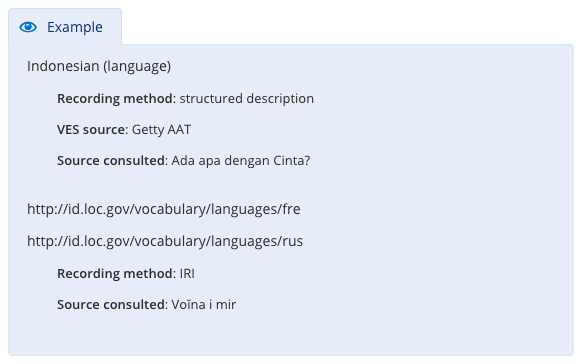 Example
Indonesian (language)
Recording method: structured description
VES source: Getty AAT
Source consulted: Ada apa dengan Cinta?
http://id.loc.gov/vocabulary/languages/fre
http://id.loc.gov/vocabulary/languages/rus
Recording method: IRI
Source consulted: Voĭna i mir